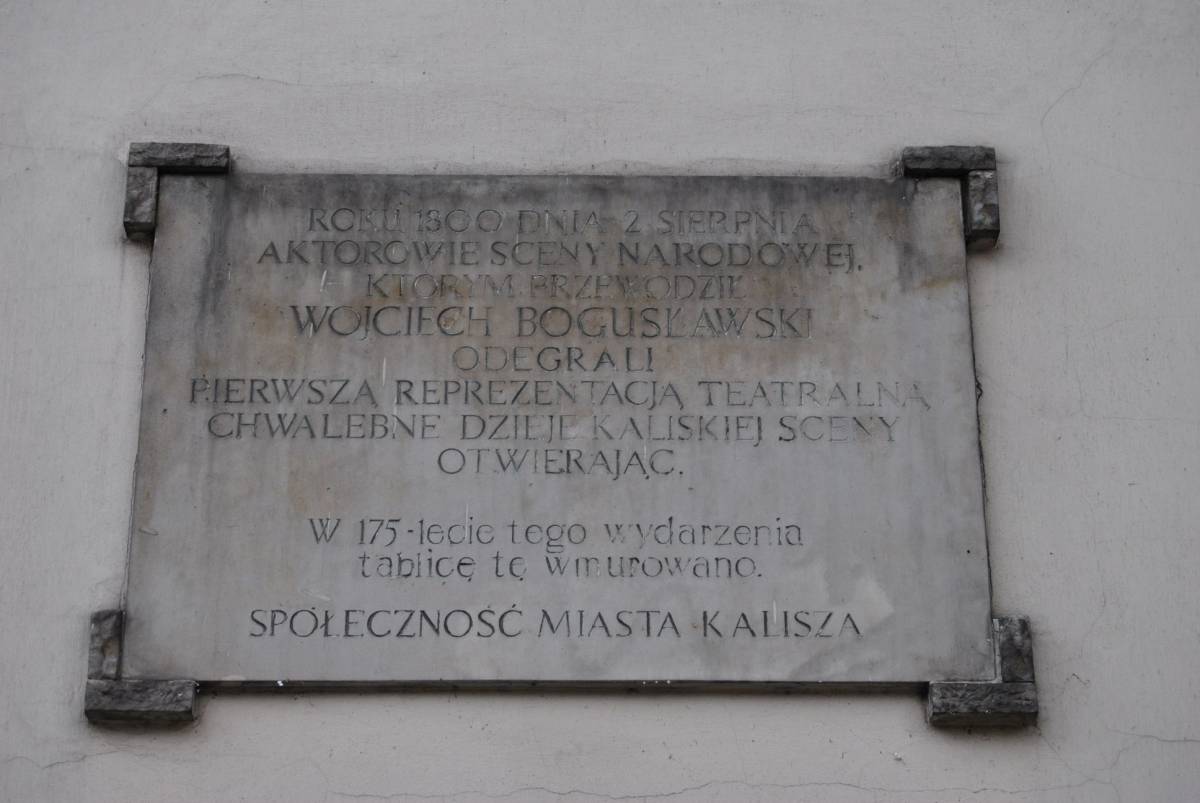 ROKU 1800 DNIA 2 SIERPNIA
AKTOROWIE SCENY NARODOWEJ,
KTÓRYM PRZEWODZIŁ
WOJCIECH BOGUSŁAWSKI
ODEGRALI
PIERWSZĄ REPREZENTACJĄ TEATRALNĄ
CHWALEBNE DZIEJE KALISKIEJ SCENY
OTWIERAJĄC.
W 175-lecie tego wydarzenia
tablicę tę wmurowano.
SPOŁECZNOŚĆ MIASTA KALISZA